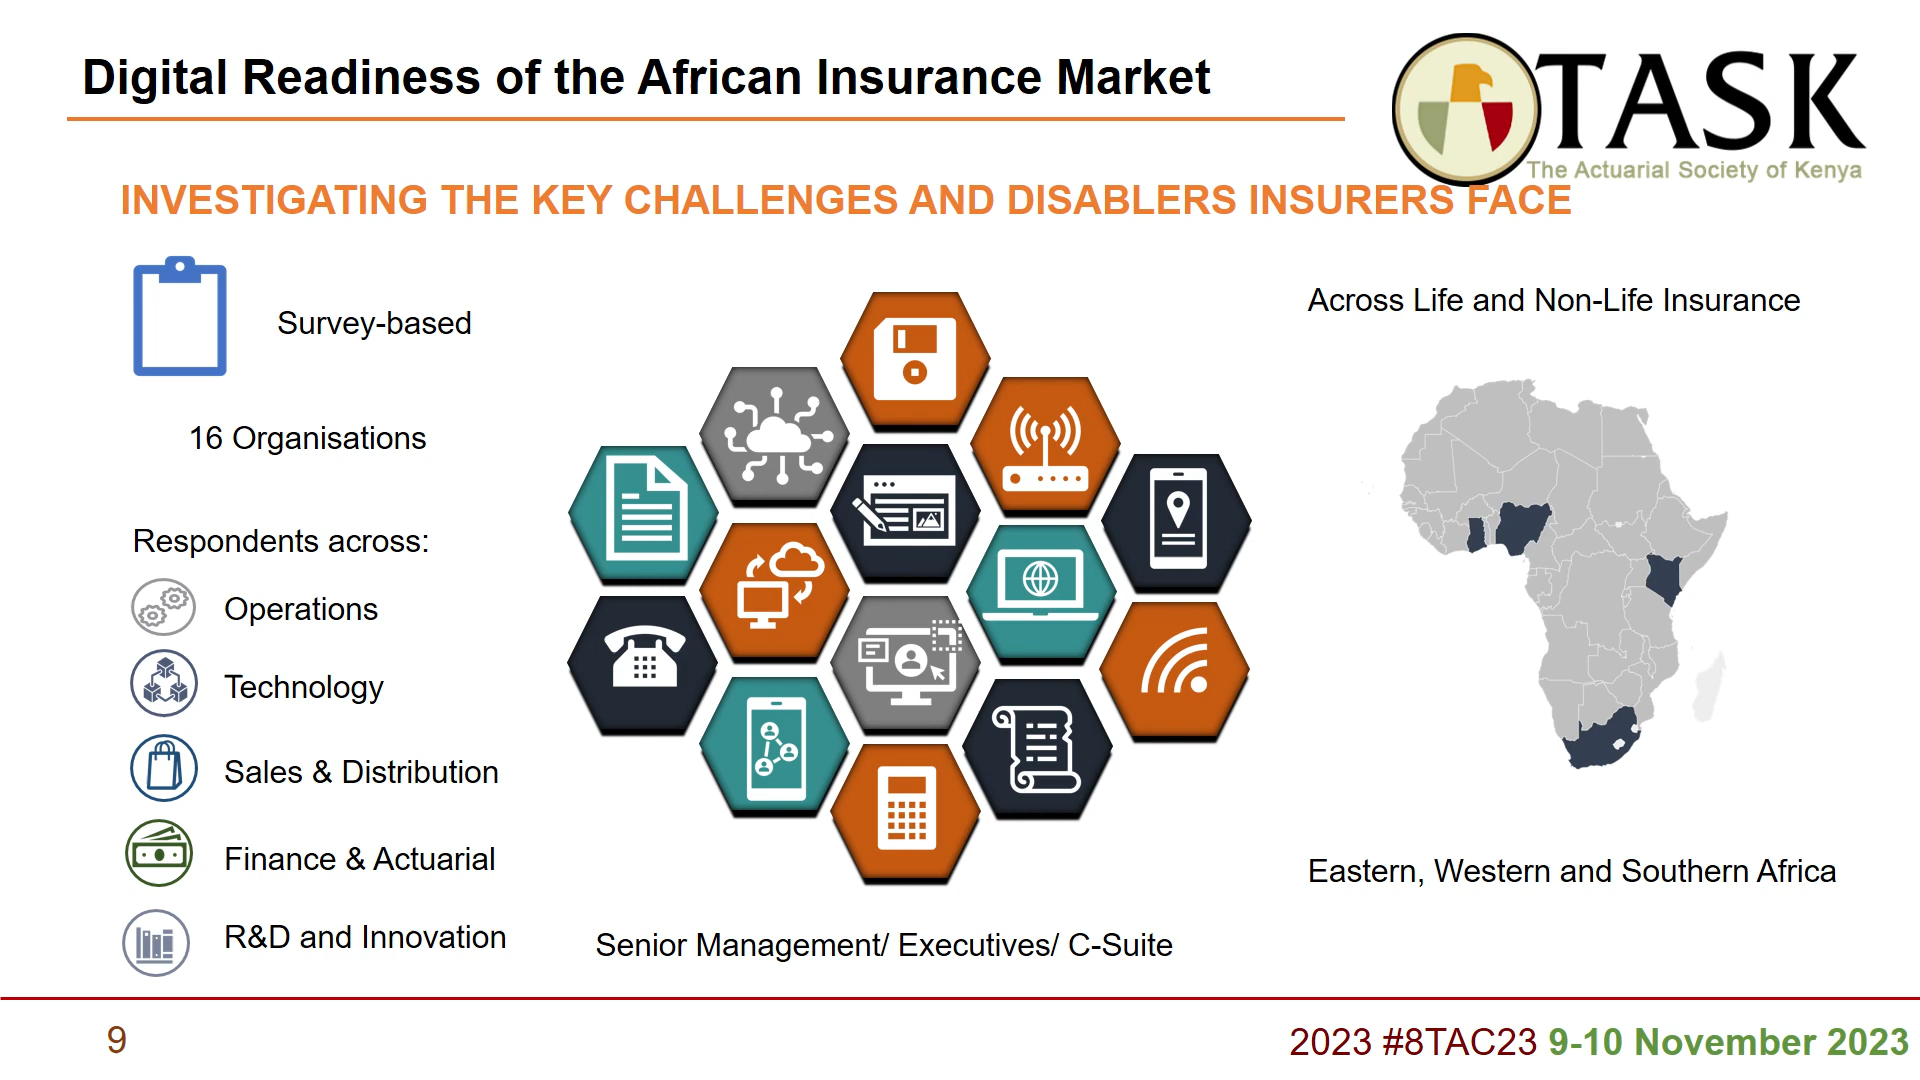 Digital Readiness of the African Insurance Market
TASK
The Actuarial Society of Kenya
INVESTIGATING THE KEY CHALLENGES AND DISABLERS INSURERS FACE
Survey-based
16 Organisations
Respondents across:
Operations
Technology
Sales & Distribution
Finance & Actuarial
R&D and Innovation
Senior Management/ Executives/ C-Suite
Across Life and Non-Life Insurance
Eastern, Western and Southern Africa
9
2023 #8TAC23 9-10 November 2023